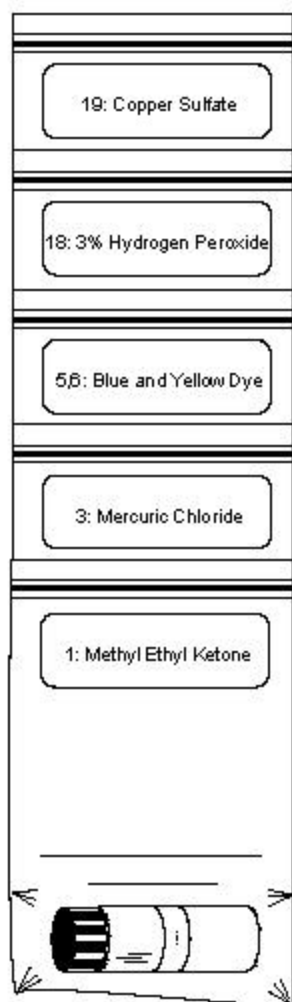 19: Copper Sulfate
18: 3% Hydrogen Peroxide
5,6: Blue and Yellow Dye
3: Mercuric Chloride
1: Methyl Ethyl Ketone